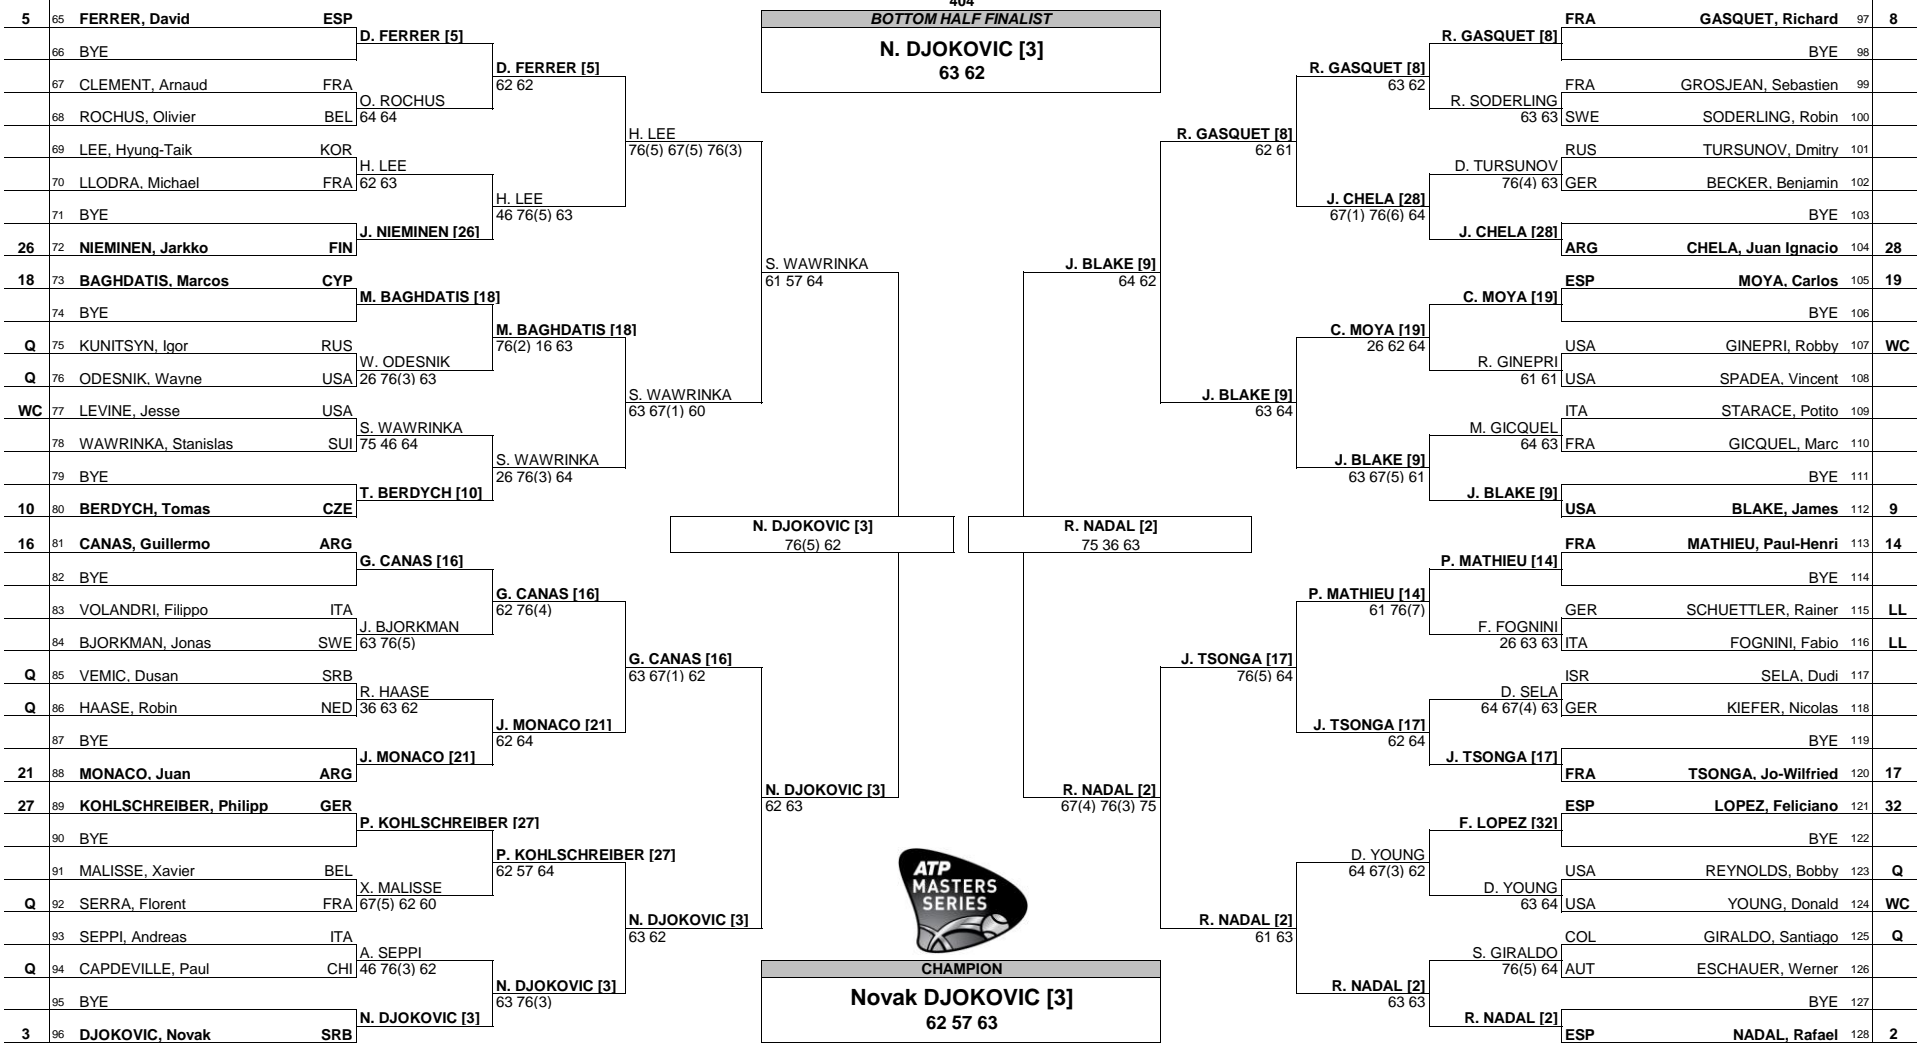 404
BOTTOM HALF FINALIST
N. DJOKOVIC [3]
63 62
5 65 FERRER, David ESP
66 BYE
67 CLEMENT, Arnaud FRA
68 ROCHUS, Olivier BEL
69 LEE, Hyung-Taik KOR
70 LLODRA, Michael FRA
71 BYE
26 72 NIEMINEN, Jarkko FIN
18 73 BAGHDATIS, Marcos CYP
74 BYE
Q 75 KUNITSYN, Igor RUS
Q 76 ODESNIK, Wayne USA
WC 77 LEVINE, Jesse USA
78 WAWRINKA, Stanislas SUI
79 BYE
10 80 BERDYCH, Tomas CZE
16 81 CANAS, Guillermo ARG
82 BYE
83 VOLANDRI, Filippo ITA
84 BJORKMAN, Jonas SWE
Q 85 VEMIC, Dusan SRB
Q 86 HAASE, Robin NED
87 BYE
21 88 MONACO, Juan ARG
27 89 KOHLSCHREIBER, Philipp GER
90 BYE
91 MALISSE, Xavier BEL
Q 92 SERRA, Florent FRA
93 SEPPI, Andreas ITA
Q 94 CAPDEVILLE, Paul CHI
95 BYE
3 96 DJOKOVIC, Novak SRB
D. FERRER [5]
O. ROCHUS
64 64
H. LEE
62 63
J. NIEMINEN [26]
M. BAGHDATIS [18]
W. ODESNIK
26 76(3) 63
S. WAWRINKA
75 46 64
T. BERDYCH [10]
G. CANAS [16]
J. BJORKMAN
63 76(5)
R. HAASE
36 63 62
J. MONACO [21]
P. KOHLSCHREIBER [27]
X. MALISSE
67(5) 62 60
A. SEPPI
46 76(3) 62
N. DJOKOVIC [3]
D. FERRER [5]
62 62
H. LEE
46 76(5) 63
M. BAGHDATIS [18]
76(2) 16 63
S. WAWRINKA
26 76(3) 64
G. CANAS [16]
62 76(4)
J. MONACO [21]
62 64
P. KOHLSCHREIBER [27]
62 57 64
N. DJOKOVIC [3]
63 76(3)
H. LEE
76(5) 67(5) 76(3)
S. WAWRINKA
63 67(1) 60
G. CANAS [16]
63 67(1) 62
N. DJOKOVIC [3]
63 62
S. WAWRINKA
61 57 64
N. DJOKOVIC [3]
62 63
N. DJOKOVIC [3]
76(5) 62
R. NADAL [2]
75 36 63
J. BLAKE [9]
64 62
R. NADAL [2]
67(4) 76(3) 75
R. GASQUET [8]
62 61
J. BLAKE [9]
63 64
J. TSONGA [17]
76(5) 64
R. NADAL [2]
61 63
R. GASQUET [8]
63 62
J. CHELA [28]
67(1) 76(6) 64
C. MOYA [19]
26 62 64
J. BLAKE [9]
63 67(5) 61
P. MATHIEU [14]
61 76(7)
J. TSONGA [17]
62 64
D. YOUNG
64 67(3) 62
R. NADAL [2]
63 63
R. GASQUET [8]
R. SODERLING
63 63
D. TURSUNOV
76(4) 63
J. CHELA [28]
C. MOYA [19]
R. GINEPRI
61 61
M. GICQUEL
64 63
J. BLAKE [9]
P. MATHIEU [14]
F. FOGNINI
26 63 63
D. SELA
64 67(4) 63
J. TSONGA [17]
F. LOPEZ [32]
D. YOUNG
63 64
S. GIRALDO
76(5) 64
R. NADAL [2]
FRA GASQUET, Richard 97 8
BYE 98
FRA GROSJEAN, Sebastien 99
SWE SODERLING, Robin 100
RUS TURSUNOV, Dmitry 101
GER BECKER, Benjamin 102
BYE 103
ARG CHELA, Juan Ignacio 104 28
ESP MOYA, Carlos 105 19
BYE 106
USA GINEPRI, Robby 107 WC
USA SPADEA, Vincent 108
ITA STARACE, Potito 109
FRA GICQUEL, Marc 110
BYE 111
USA BLAKE, James 112 9
FRA MATHIEU, Paul-Henri 113 14
BYE 114
GER SCHUETTLER, Rainer 115 LL
ITA FOGNINI, Fabio 116 LL
ISR SELA, Dudi 117
GER KIEFER, Nicolas 118
BYE 119
FRA TSONGA, Jo-Wilfried 120 17
ESP LOPEZ, Feliciano 121 32
BYE 122
USA REYNOLDS, Bobby 123 Q
USA YOUNG, Donald 124 WC
COL GIRALDO, Santiago 125 Q
AUT ESCHAUER, Werner 126
BYE 127
ESP NADAL, Rafael 128 2
ATP
MASTERS
SERIES
CHAMPION
Novak DJOKOVIC [3]
62 57 63